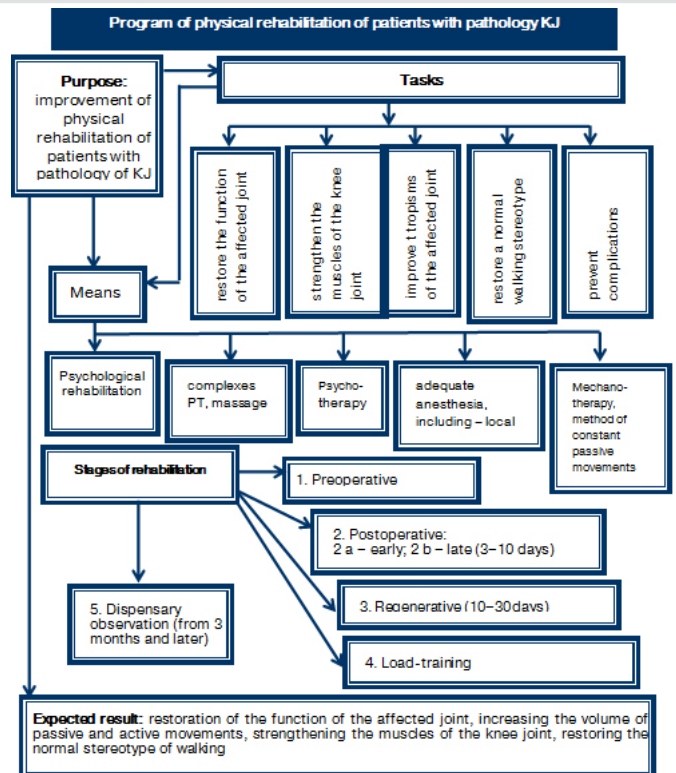 Program of physical rehabilitation of patients with pathology KJ
Purpose:
improvement of
physical
rehabilitation of
patients with
pathology of KJ
Tasks
restore the function
of the affected joint
strengthen the
muscles of the knee
joint
improve t tropisms
of the affected joint
restore a normal
walking stereotype
prevent
complications
Means
Psychological
rehabilitation
complexes
PT, massage
Psycho-
therapy
adequate
anesthesia,
including – local
Mechano-
therapy,
method of
constant
passive
movements
Stages of rehabilitation
1. Preoperative
2. Postoperative:
2 a – early; 2 b – late (3–10 days)
3. Regenerative (10–30days)
4. Load-training
5. Dispensary
observation (from 3
months and later)
Expected result: restoration of the function of the affected joint, increasing the volume of
passive and active movements, strengthening the muscles of the knee joint, restoring the
normal stereotype of walking